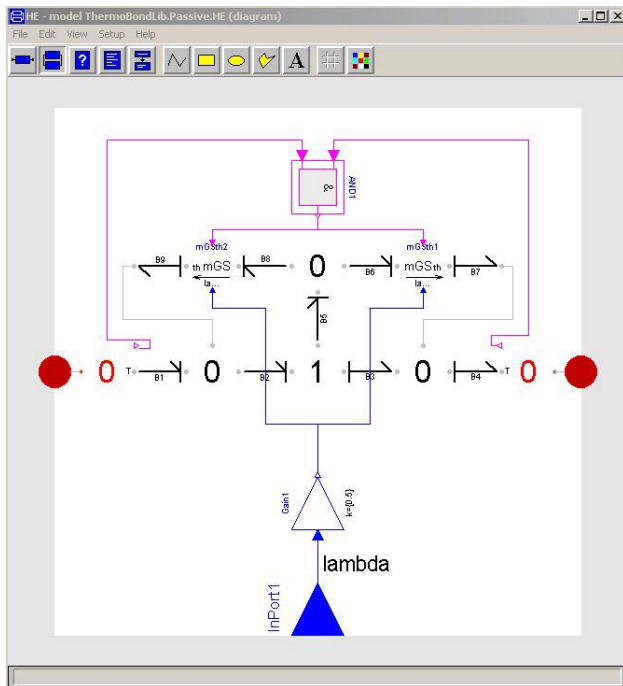 HE - model ThermoBondLib.Passive.HE (diagram)
File Edit View Setup Help
? A
&
AND1
mGSth2 mGSth1
B9 th mGS B8 0 B6 mGS th B7
la... la...
B5
0 T B1 0 B2 1 B3 0 B4 T 0
Gain1 k={0.5}
lambda
InPort1